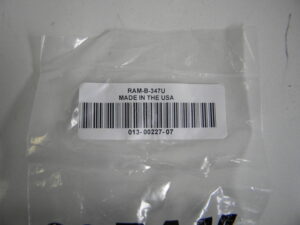 RAM-B-347U
MADE IN THE USA
013-00227-07